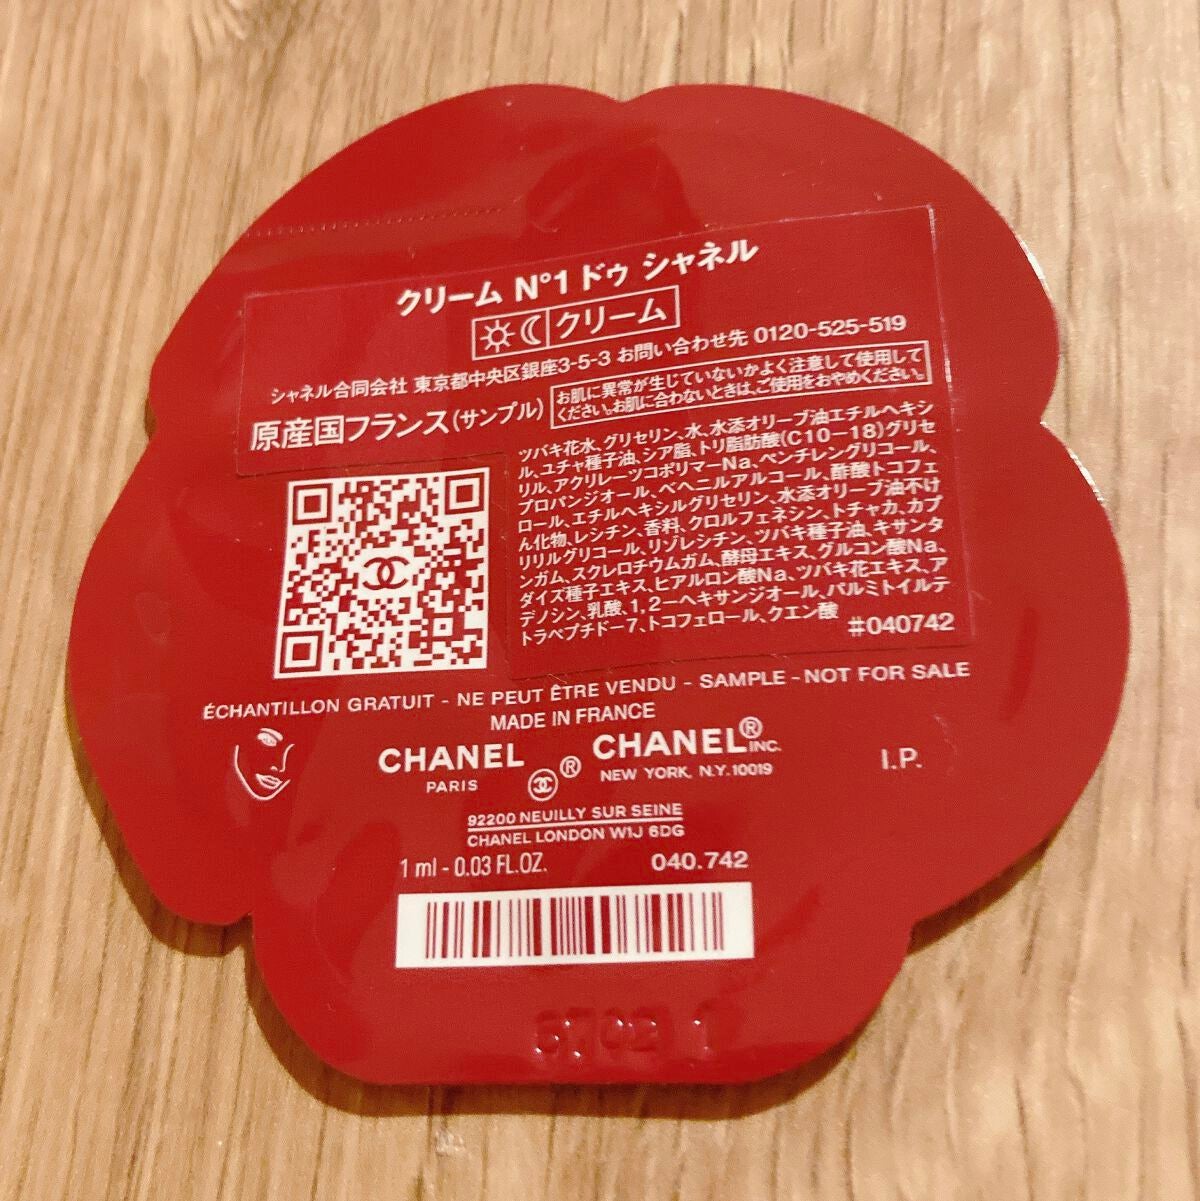 クリーム N°1 ドゥ シャネル
クリーム
シャネル合同会社 東京都中央区銀座3-5-3 お問い合わせ先 0120-525-519
原産国フランス(サンプル)
お肌に異常が生じていないかよく注意して使用して
ください。お肌に合わないときは、ご使用をおやめください。
ツバキ花水、グリセリン、水、水添オリーブ油エチルヘキシ
ル、ユチャ種子油、シア脂、トリ脂肪酸(C10-18)グリセ
リル、アクリレーツコポリマーNa、ペンチレングリコール、
プロパンジオール、ベヘニルアルコール、酢酸トコフェ
ロール、エチルヘキシルグリセリン、水添オリーブ油不け
ん化物、レシチン、香料、クロルフェネシン、トチャカ、カプ
リリルグリコール、リゾレシチン、ツバキ種子油、キサンタ
ンガム、スクレロチウムガム、酵母エキス、グルコン酸Na、
ダイズ種子エキス、ヒアルロン酸Na、ツバキ花エキス、ア
デノシン、乳酸、1,2-ヘキサンジオール、パルミトイルテ
トラペプチド-7、トコフェロール、クエン酸
#040742
ÉCHANTILLON GRATUIT - NE PEUT ÊTRE VENDU - SAMPLE - NOT FOR SALE
MADE IN FRANCE
CHANEL
PARIS
®
CHANEL® INC.
NEW YORK. N.Y. 10019
I.P.
92200 NEUILLY SUR SEINE
CHANEL LONDON W1J 6DG
1 ml - 0.03 FL.OZ. 040.742